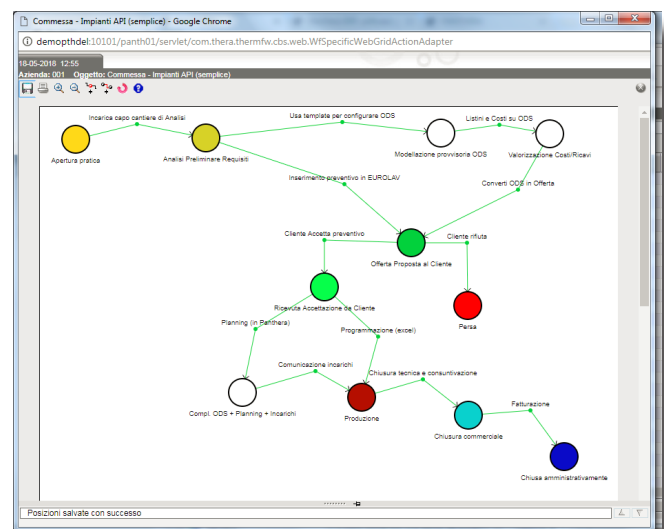 Commessa - Impianti API (semplice) - Google Chrome
demopthdel:10101/panth01/servlet/com.thera.thermfw.cbs.web.WfSpecificWebGridActionAdapter
18-05-2016 12:55
Azienda: 001 Oggetto: Commessa - Impianti API (semplice)
Incarica capo cantiere di Analisi
Usa template per configurare ODS
Listini e Costi su ODS
Apertura pratica
Analisi Preliminare Requisiti
Modellazione provvisoria ODS
Valorizzazione Costi/Ricavi
Inserimento preventivo in EUROLAV
Converti ODS in Offerta
Cliente Accetta preventivo
Cliente rifiuta
Offerta Proposta al Cliente
Ricevuta Accettazione da Cliente
Persa
Planning (in Panthera)
Programmazione (excel)
Comunicazione incarichi
Chiusura tecnica e consuntivazione
Compl. ODS + Planning + Incarichi
Produzione
Fatturazione
Chiusura commerciale
Chiusa amministrativamente
Posizioni salvate con successo